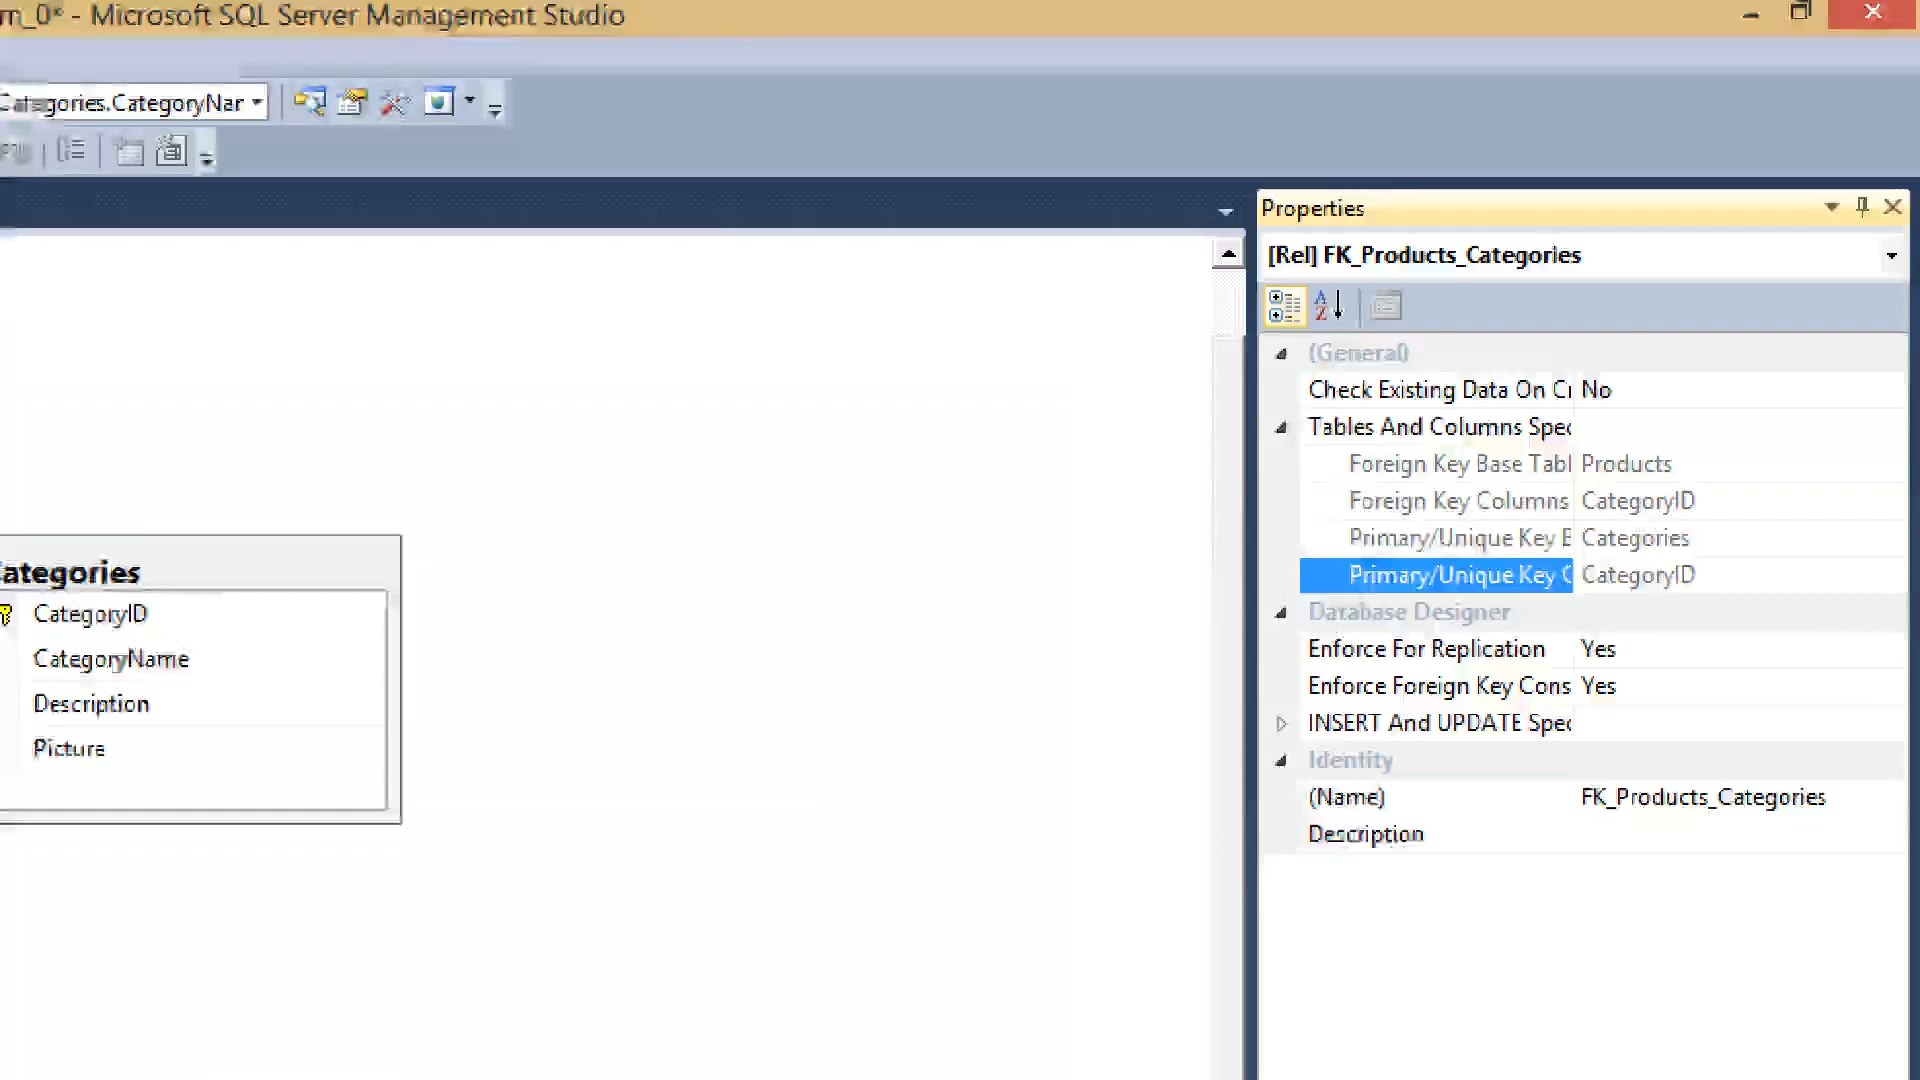 m_0* - Microsoft SQL Server Management Studio
Categories.CategoryNar
Properties
[Rel] FK_Products_Categories
(General)
Check Existing Data On Cr No
Tables And Columns Spec
Foreign Key Base Tabl Products
Foreign Key Columns CategoryID
Primary/Unique Key B Categories
Primary/Unique Key C CategoryID
Database Designer
Enforce For Replication Yes
Enforce Foreign Key Cons Yes
INSERT And UPDATE Spec
Identity
(Name) FK_Products_Categories
Description
ategories
CategoryID
CategoryName
Description
Picture